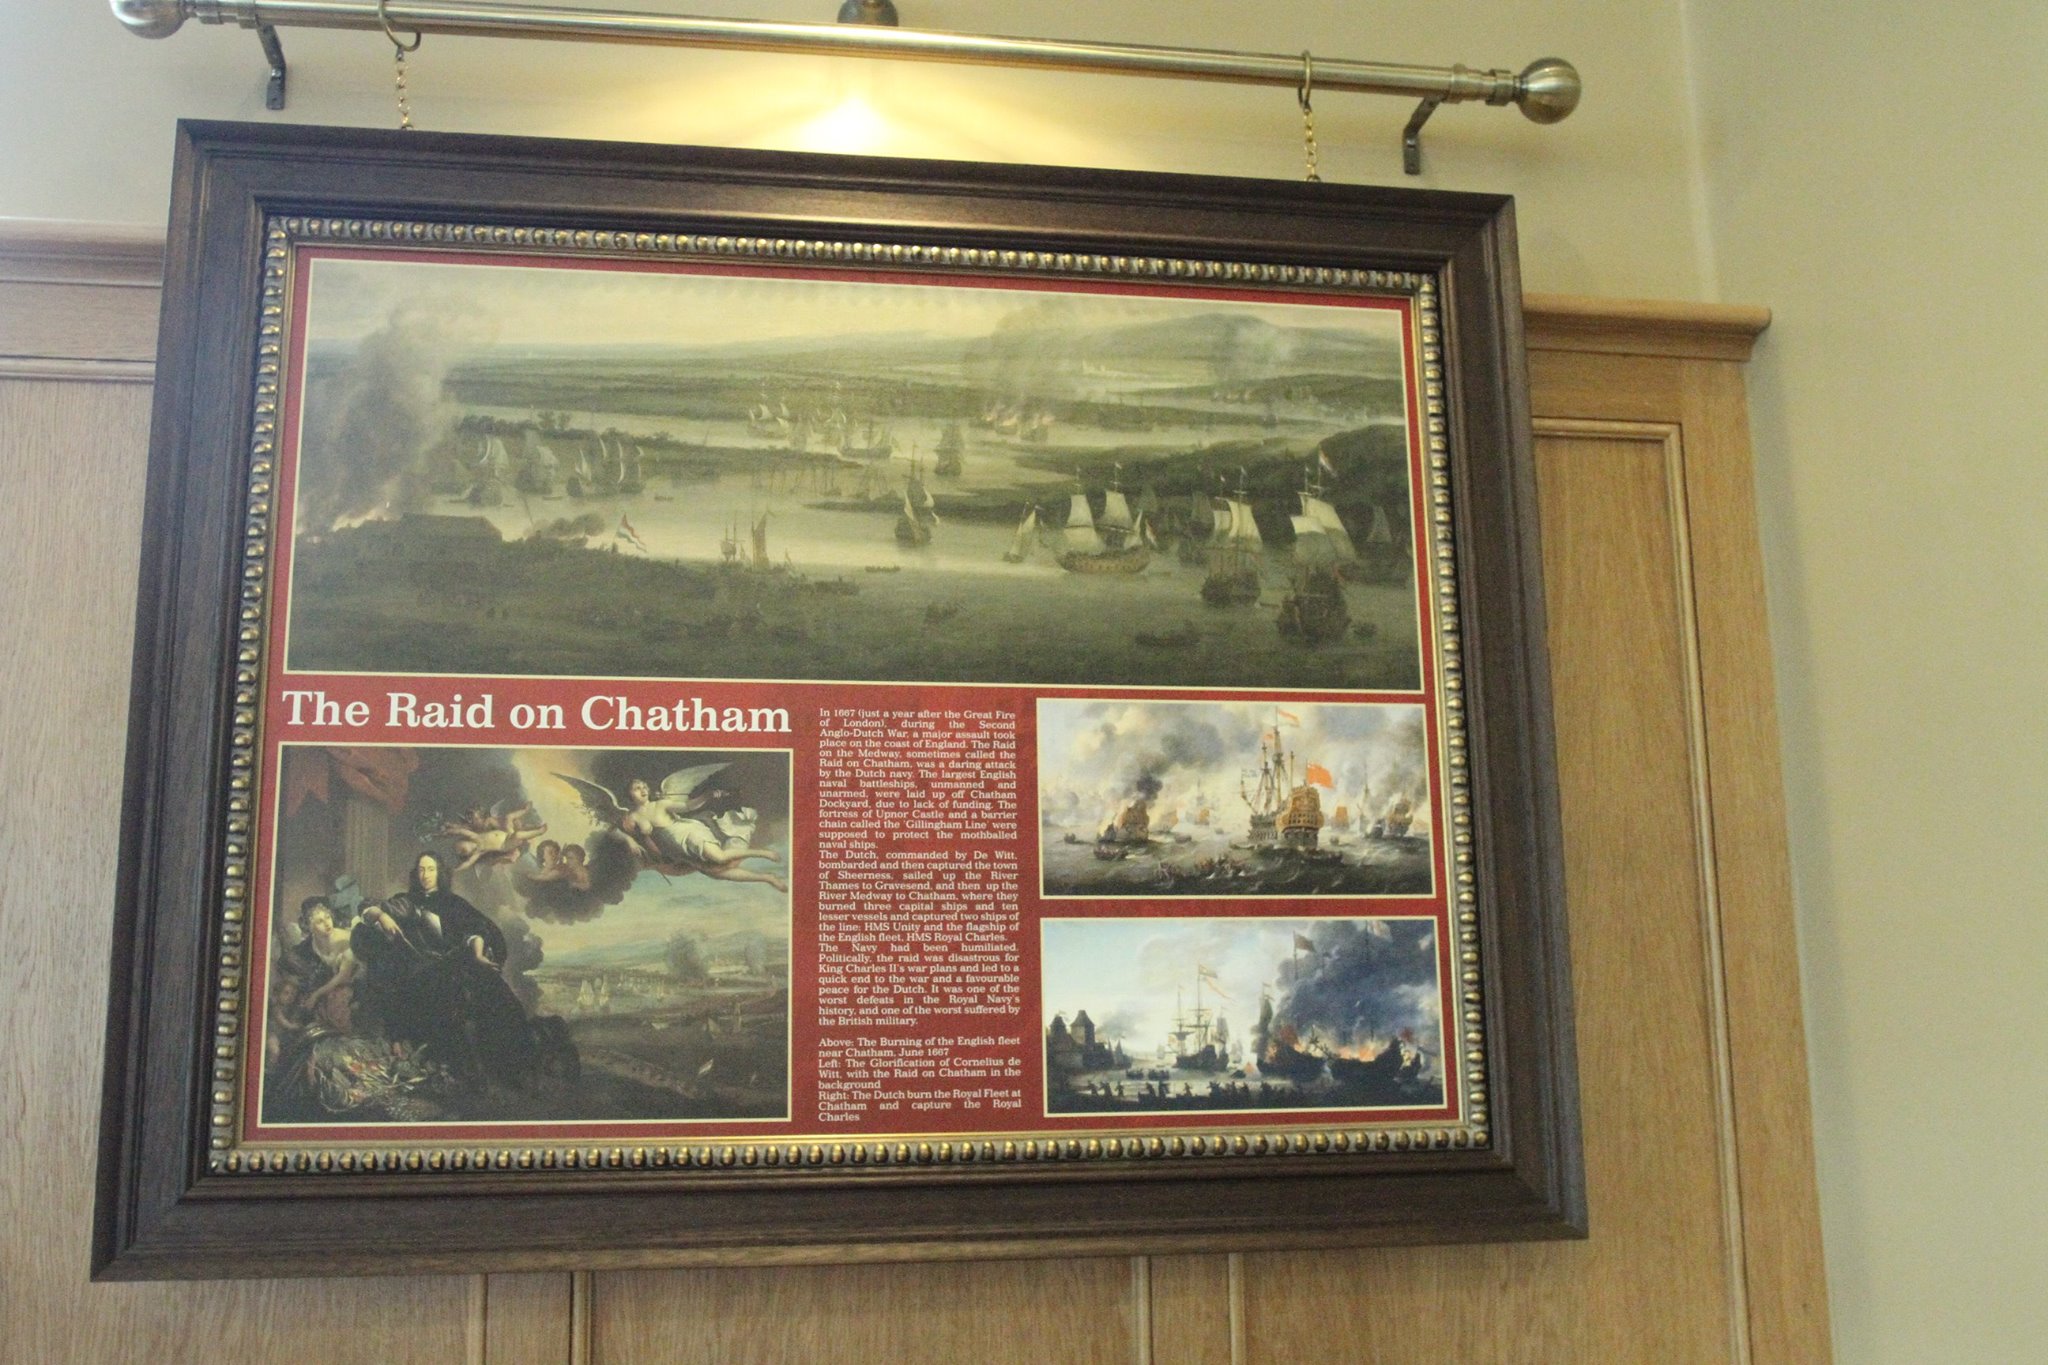 The Raid on Chatham
In 1667 (just a year after the Great Fire
of London), during the Second
Anglo-Dutch War, a major assault took
place on the coast of England. The Raid
on the Medway, sometimes called the
Raid on Chatham, was a daring attack
by the Dutch navy. The largest English
naval battleships, unmanned and
unarmed, were laid up off Chatham
Dockyard, due to lack of funding. The
fortress of Upnor Castle and a barrier
chain called the 'Gillingham Line' were
supposed to protect the mothballed
naval ships.
The Dutch, commanded by De Witt,
bombarded and then captured the town
of Sheerness, sailed up the River
Thames to Gravesend, and then up the
River Medway to Chatham, where they
burned three capital ships and ten
lesser vessels and captured two ships of
the line: HMS Unity and the flagship of
the English fleet, HMS Royal Charles.
The Navy had been humiliated.
Politically, the raid was disastrous for
King Charles II's war plans and led to a
quick end to the war and a favourable
peace for the Dutch. It was one of the
worst defeats in the Royal Navy's
history, and one of the worst suffered by
the British military.
Above: The Burning of the English fleet
near Chatham, June 1667
Left: The Glorification of Cornelius de
Witt, with the Raid on Chatham in the
background
Right: The Dutch burn the Royal Fleet at
Chatham and capture the Royal
Charles